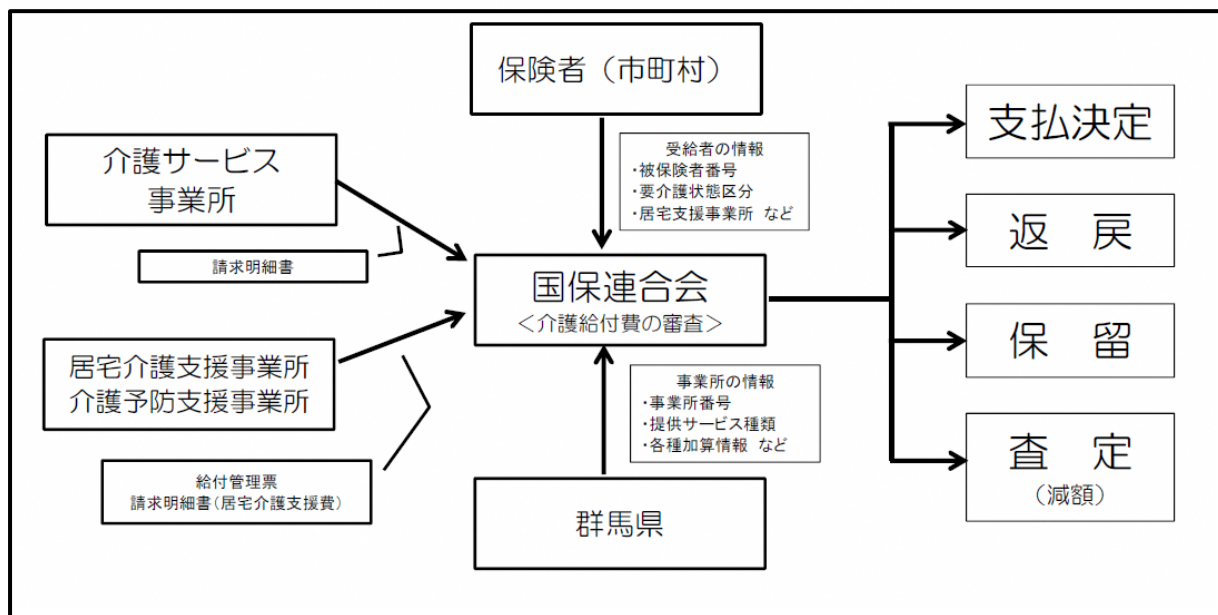 保険者（市町村）
支払決定
介護サービス
事業所
受給者の情報
・被保険者番号
・要介護状態区分
・居宅支援事業所 など
返　戻
請求明細書
国保連合会
＜介護給付費の審査＞
保　留
居宅介護支援事業所
介護予防支援事業所
事業所の情報
・事業所番号
・提供サービス種類
・各種加算情報 など
査　定
（減額）
給付管理票
請求明細書（居宅介護支援費）
群馬県